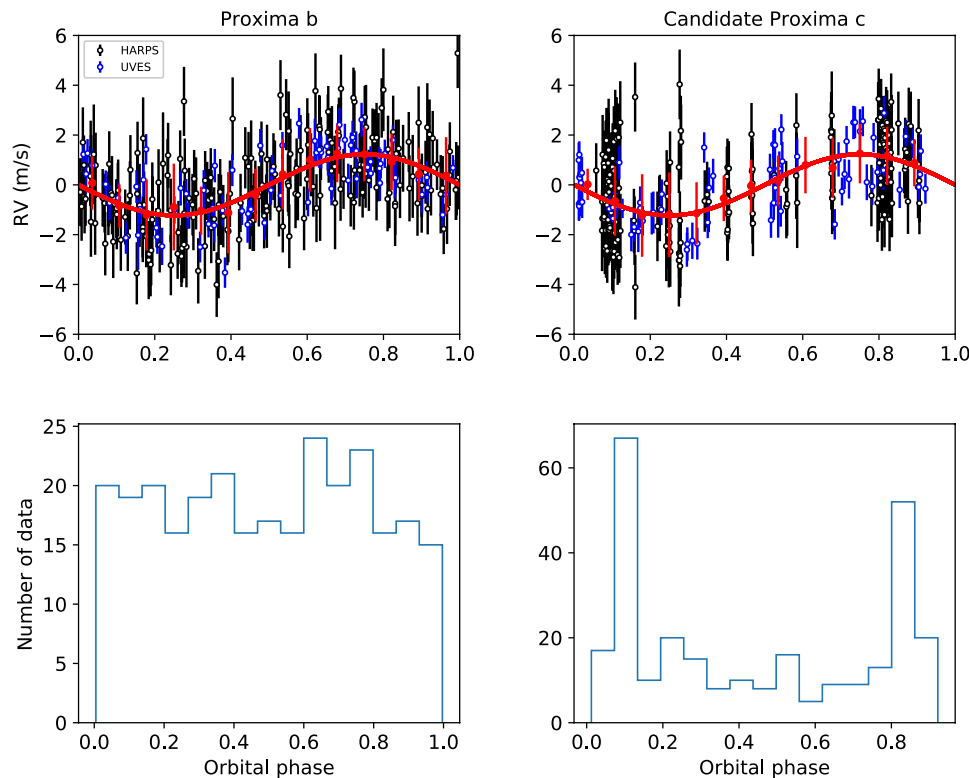 Proxima b
Candidate Proxima c
RV (m/s)
6
4
2
0
−2
−4
−6
HARPS
UVES
0.0 0.2 0.4 0.6 0.8 1.0
6
4
2
0
−2
−4
−6
0.0 0.2 0.4 0.6 0.8 1.0
Number of data
25
20
15
10
5
0
0.0 0.2 0.4 0.6 0.8 1.0
Orbital phase
60
40
20
0
0.0 0.2 0.4 0.6 0.8
Orbital phase